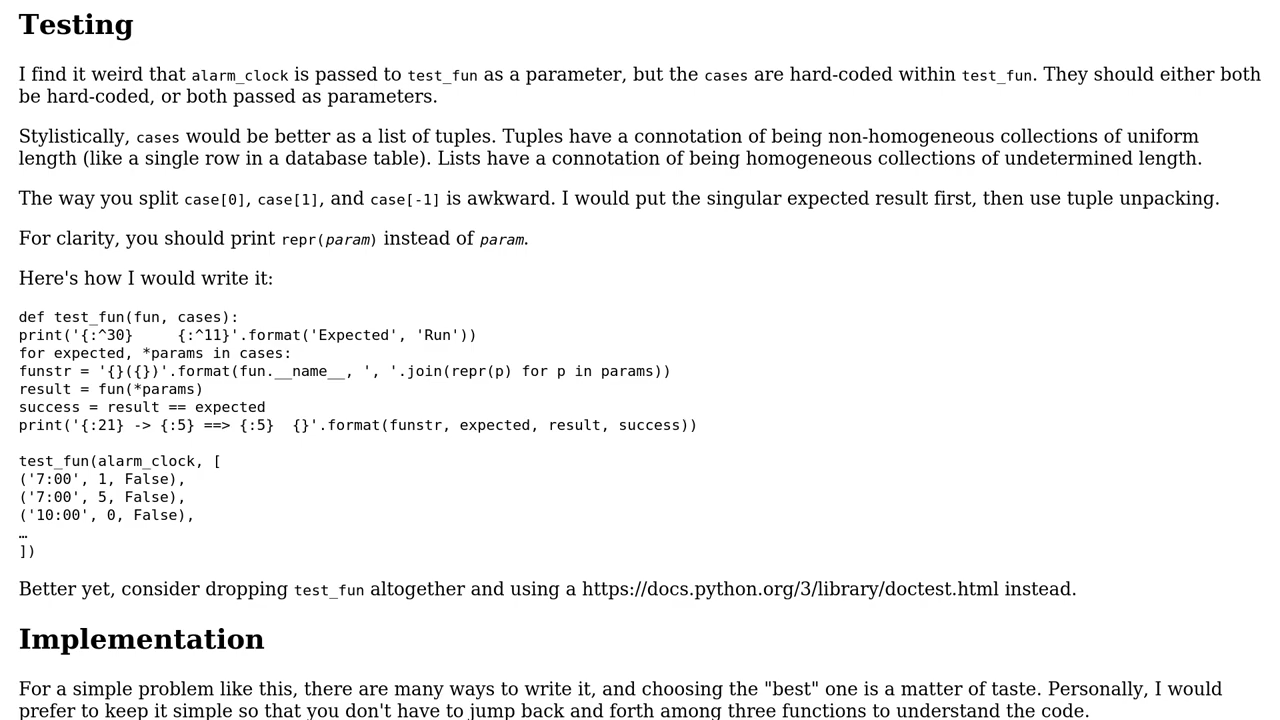 Testing
I find it weird that alarm_clock is passed to test_fun as a parameter, but the cases are hard-coded within test_fun. They should either both
be hard-coded, or both passed as parameters.
Stylistically, cases would be better as a list of tuples. Tuples have a connotation of being non-homogeneous collections of uniform
length (like a single row in a database table). Lists have a connotation of being homogeneous collections of undetermined length.
The way you split case[0], case[1], and case[-1] is awkward. I would put the singular expected result first, then use tuple unpacking.
For clarity, you should print repr(param) instead of param.
Here's how I would write it:
def test_fun(fun, cases):
print('{:^30}     {:^11}'.format('Expected', 'Run'))
for expected, *params in cases:
funstr = '{}({})'.format(fun.__name__, ', '.join(repr(p) for p in params))
result = fun(*params)
success = result == expected
print('{:21} -> {:5} ==> {:5}  {}'.format(funstr, expected, result, success))
test_fun(alarm_clock, [
('7:00', 1, False),
('7:00', 5, False),
('10:00', 0, False),
…
])
Better yet, consider dropping test_fun altogether and using a https://docs.python.org/3/library/doctest.html instead.
Implementation
For a simple problem like this, there are many ways to write it, and choosing the "best" one is a matter of taste. Personally, I would
prefer to keep it simple so that you don't have to jump back and forth among three functions to understand the code.